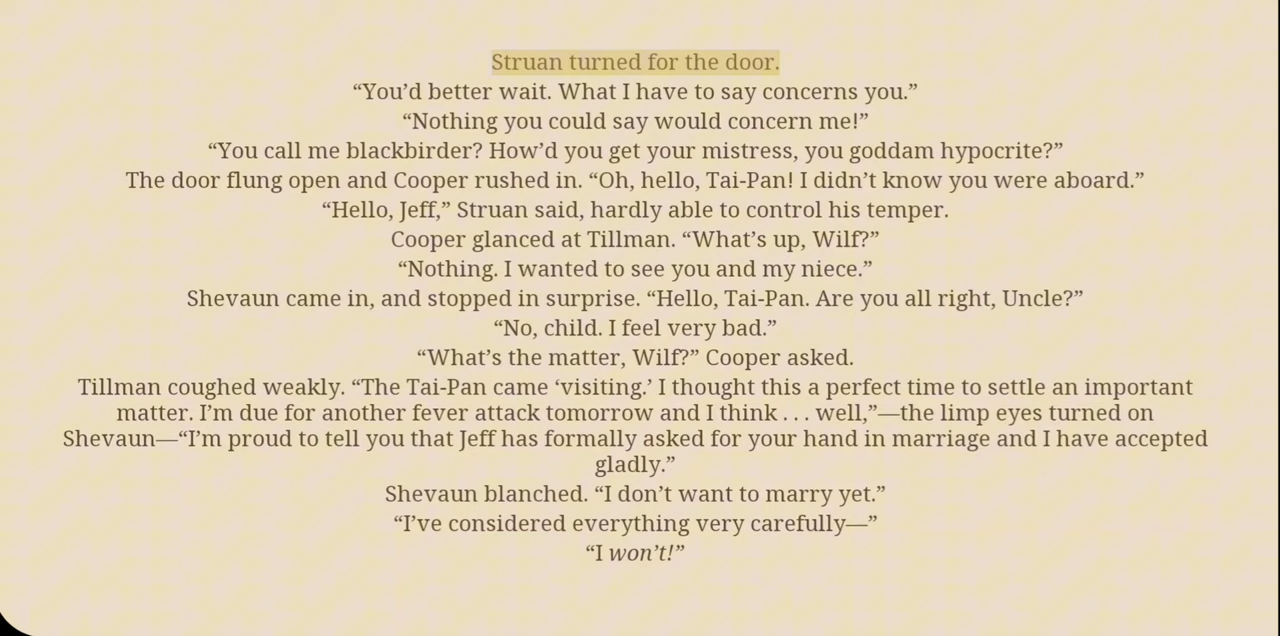 Struan turned for the door.
“You’d better wait. What I have to say concerns you.”
“Nothing you could say would concern me!”
“You call me blackbirder? How’d you get your mistress, you goddam hypocrite?”
The door flung open and Cooper rushed in. “Oh, hello, Tai-Pan! I didn’t know you were aboard.”
“Hello, Jeff,” Struan said, hardly able to control his temper.
Cooper glanced at Tillman. “What’s up, Wilf?”
“Nothing. I wanted to see you and my niece.”
Shevaun came in, and stopped in surprise. “Hello, Tai-Pan. Are you all right, Uncle?”
“No, child. I feel very bad.”
“What’s the matter, Wilf?” Cooper asked.
Tillman coughed weakly. “The Tai-Pan came ‘visiting.’ I thought this a perfect time to settle an important
matter. I’m due for another fever attack tomorrow and I think . . . well,”—the limp eyes turned on
Shevaun—“I’m proud to tell you that Jeff has formally asked for your hand in marriage and I have accepted
gladly.”
Shevaun blanched. “I don’t want to marry yet.”
“I’ve considered everything very carefully—”
“I won’t!”